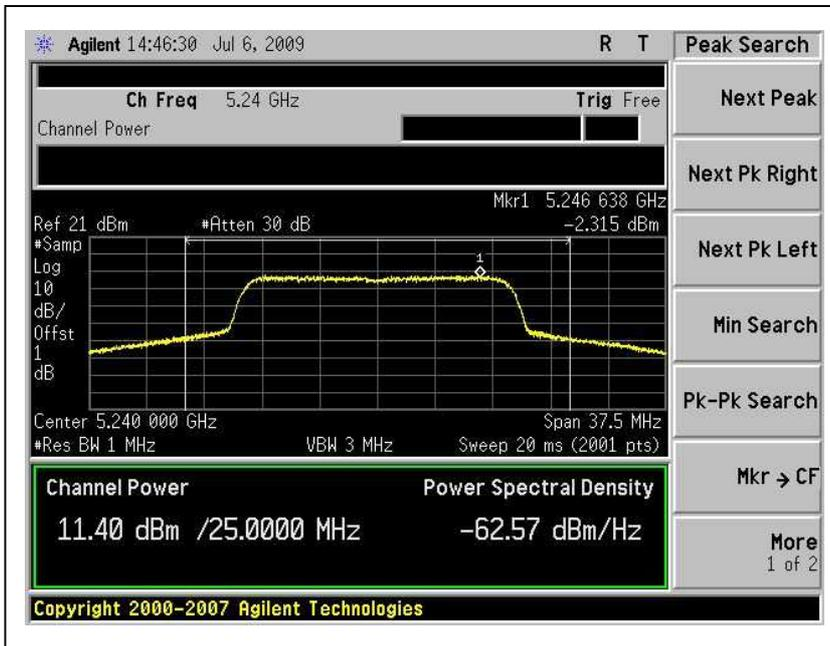 Agilent 14:46:30 Jul 6, 2009 R T
Peak Search
Ch Freq 5.24 GHz Trig Free
Channel Power
Mkr1 5.246 638 GHz
Ref 21 dBm #Atten 30 dB -2.315 dBm
#Samp
Log
10
dB/
Offst
1
dB
1
Center 5.240 000 GHz Span 37.5 MHz
#Res BW 1 MHz VBW 3 MHz Sweep 20 ms (2001 pts)
Channel Power Power Spectral Density
11.40 dBm /25.0000 MHz -62.57 dBm/Hz
Copyright 2000-2007 Agilent Technologies
Next Peak
Next Pk Right
Next Pk Left
Min Search
Pk-Pk Search
Mkr → CF
More
1 of 2